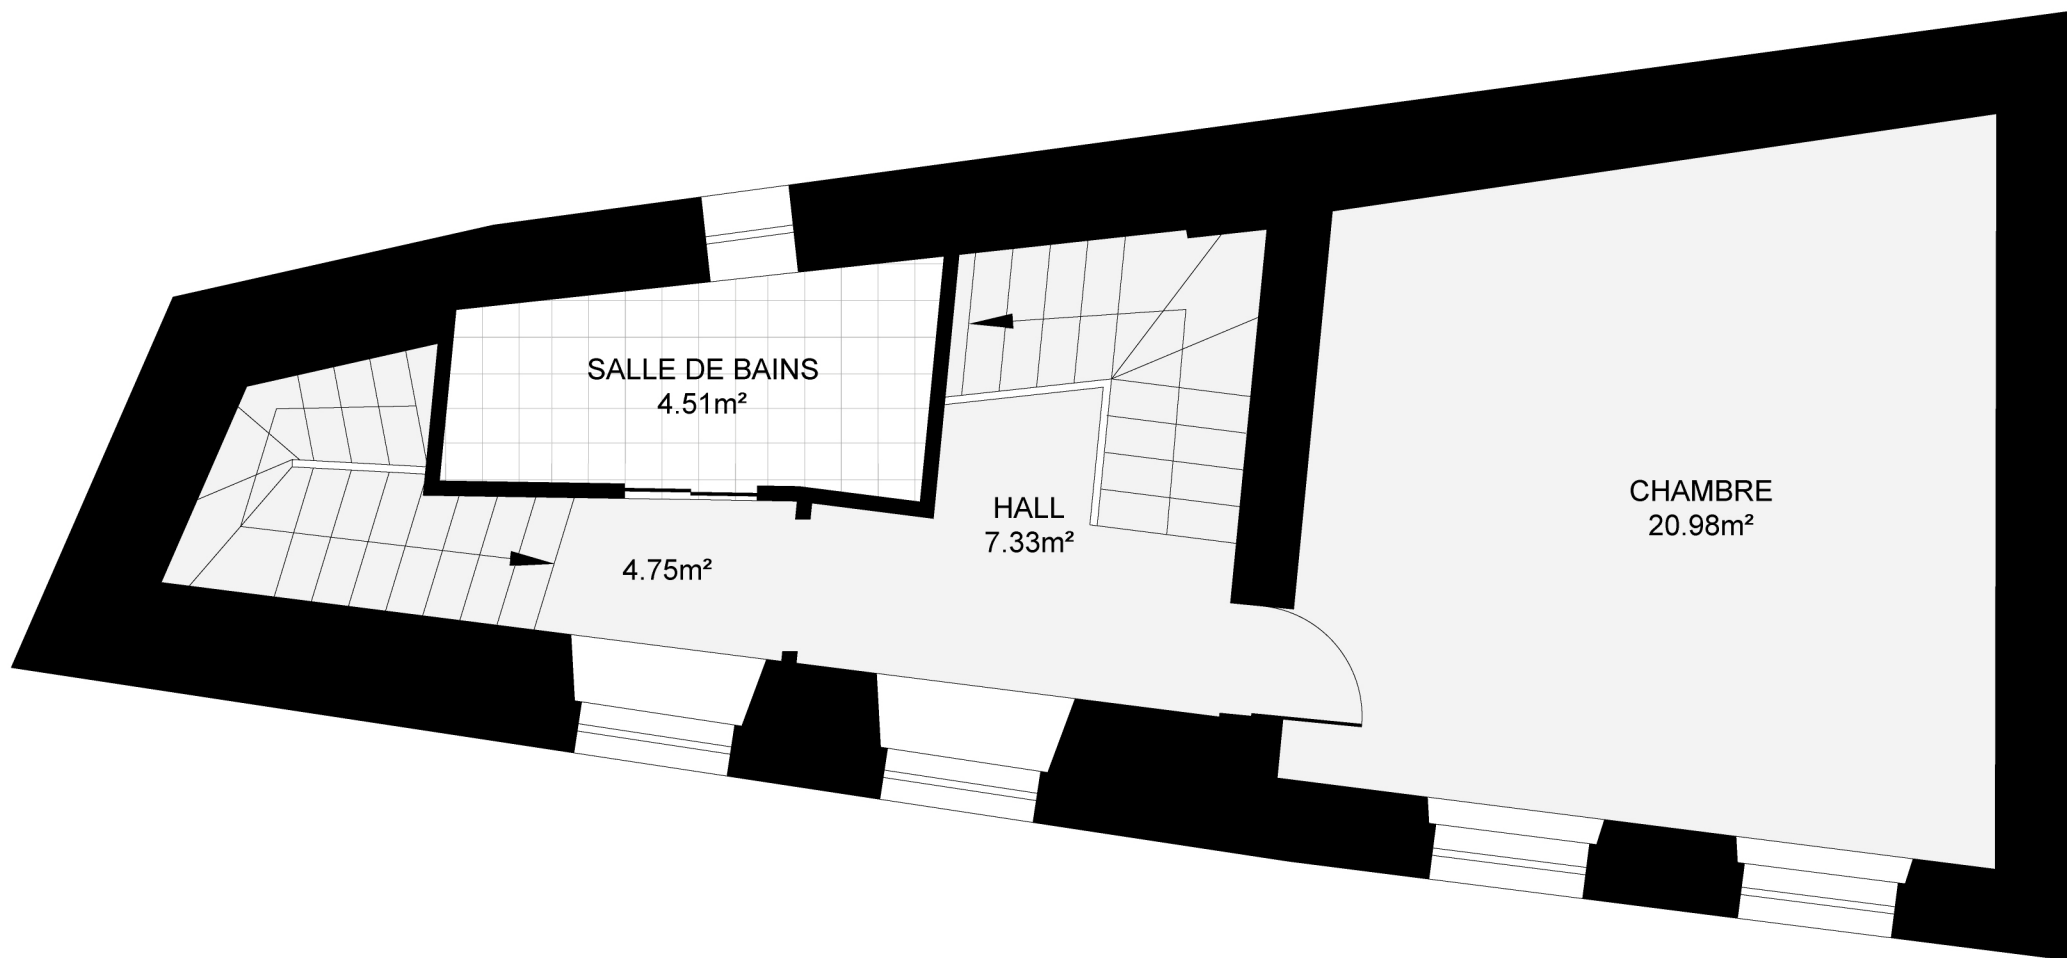 SALLE DE BAINS
4.51m²
HALL
7.33m²
4.75m²
CHAMBRE
20.98m²